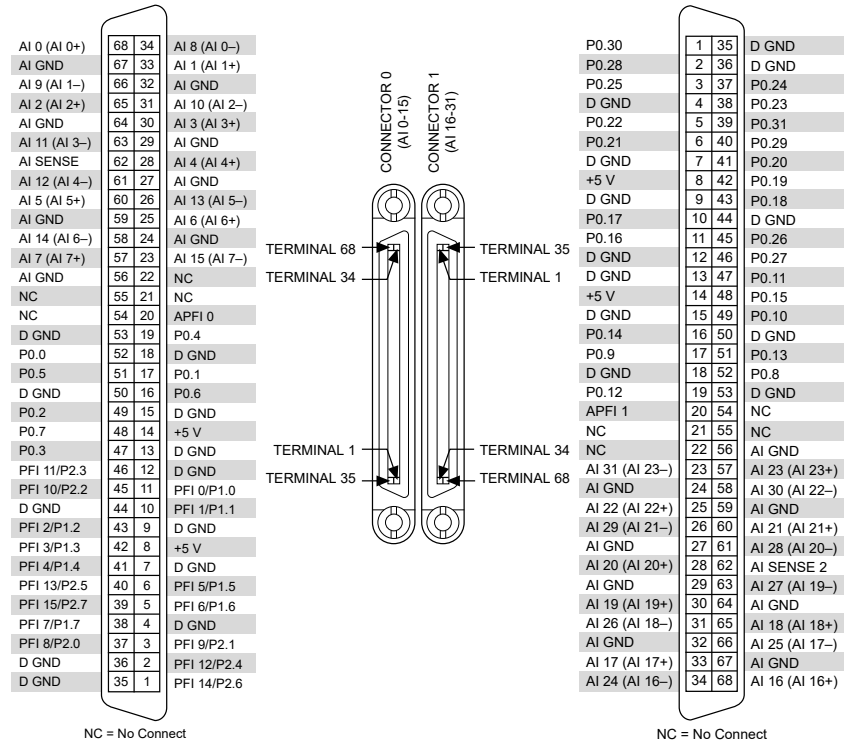 AI 0 (AI 0+) 68 34 AI 8 (AI 0–)
AI GND 67 33 AI 1 (AI 1+)
AI 9 (AI 1–) 66 32 AI GND
AI 2 (AI 2+) 65 31 AI 10 (AI 2–)
AI GND 64 30 AI 3 (AI 3+)
AI 11 (AI 3–) 63 29 AI GND
AI SENSE 62 28 AI 4 (AI 4+)
AI 12 (AI 4–) 61 27 AI GND
AI 5 (AI 5+) 60 26 AI 13 (AI 5–)
AI GND 59 25 AI 6 (AI 6+)
AI 14 (AI 6–) 58 24 AI GND
AI 7 (AI 7+) 57 23 AI 15 (AI 7–)
AI GND 56 22 NC
NC 55 21 NC
NC 54 20 APFI 0
D GND 53 19 P0.4
P0.0 52 18 D GND
P0.5 51 17 P0.1
D GND 50 16 P0.6
P0.2 49 15 D GND
P0.7 48 14 +5 V
P0.3 47 13 D GND
PFI 11/P2.3 46 12 D GND
PFI 10/P2.2 45 11 PFI 0/P1.0
D GND 44 10 PFI 1/P1.1
PFI 2/P1.2 43 9 D GND
PFI 3/P1.3 42 8 +5 V
PFI 4/P1.4 41 7 D GND
PFI 13/P2.5 40 6 PFI 5/P1.5
PFI 15/P2.7 39 5 PFI 6/P1.6
PFI 7/P1.7 38 4 D GND
PFI 8/P2.0 37 3 PFI 9/P2.1
D GND 36 2 PFI 12/P2.4
D GND 35 1 PFI 14/P2.6
NC = No Connect
CONNECTOR 0
(AI 0-15)
CONNECTOR 1
(AI 16-31)
TERMINAL 68
TERMINAL 34
TERMINAL 35
TERMINAL 1
TERMINAL 1
TERMINAL 35
TERMINAL 34
TERMINAL 68
P0.30 1 35 D GND
P0.28 2 36 D GND
P0.25 3 37 P0.24
D GND 4 38 P0.23
P0.22 5 39 P0.31
P0.21 6 40 P0.29
D GND 7 41 P0.20
+5 V 8 42 P0.19
D GND 9 43 P0.18
P0.17 10 44 D GND
P0.16 11 45 P0.26
D GND 12 46 P0.27
D GND 13 47 P0.11
+5 V 14 48 P0.15
D GND 15 49 P0.10
P0.14 16 50 D GND
P0.9 17 51 P0.13
D GND 18 52 P0.8
P0.12 19 53 D GND
APFI 1 20 54 NC
NC 21 55 NC
NC 22 56 AI GND
AI 31 (AI 23–) 23 57 AI 23 (AI 23+)
AI GND 24 58 AI 30 (AI 22–)
AI 22 (AI 22+) 25 59 AI GND
AI 29 (AI 21–) 26 60 AI 21 (AI 21+)
AI GND 27 61 AI 28 (AI 20–)
AI 20 (AI 20+) 28 62 AI SENSE 2
AI GND 29 63 AI 27 (AI 19–)
AI 19 (AI 19+) 30 64 AI GND
AI 26 (AI 18–) 31 65 AI 18 (AI 18+)
AI GND 32 66 AI 25 (AI 17–)
AI 17 (AI 17+) 33 67 AI GND
AI 24 (AI 16–) 34 68 AI 16 (AI 16+)
NC = No Connect